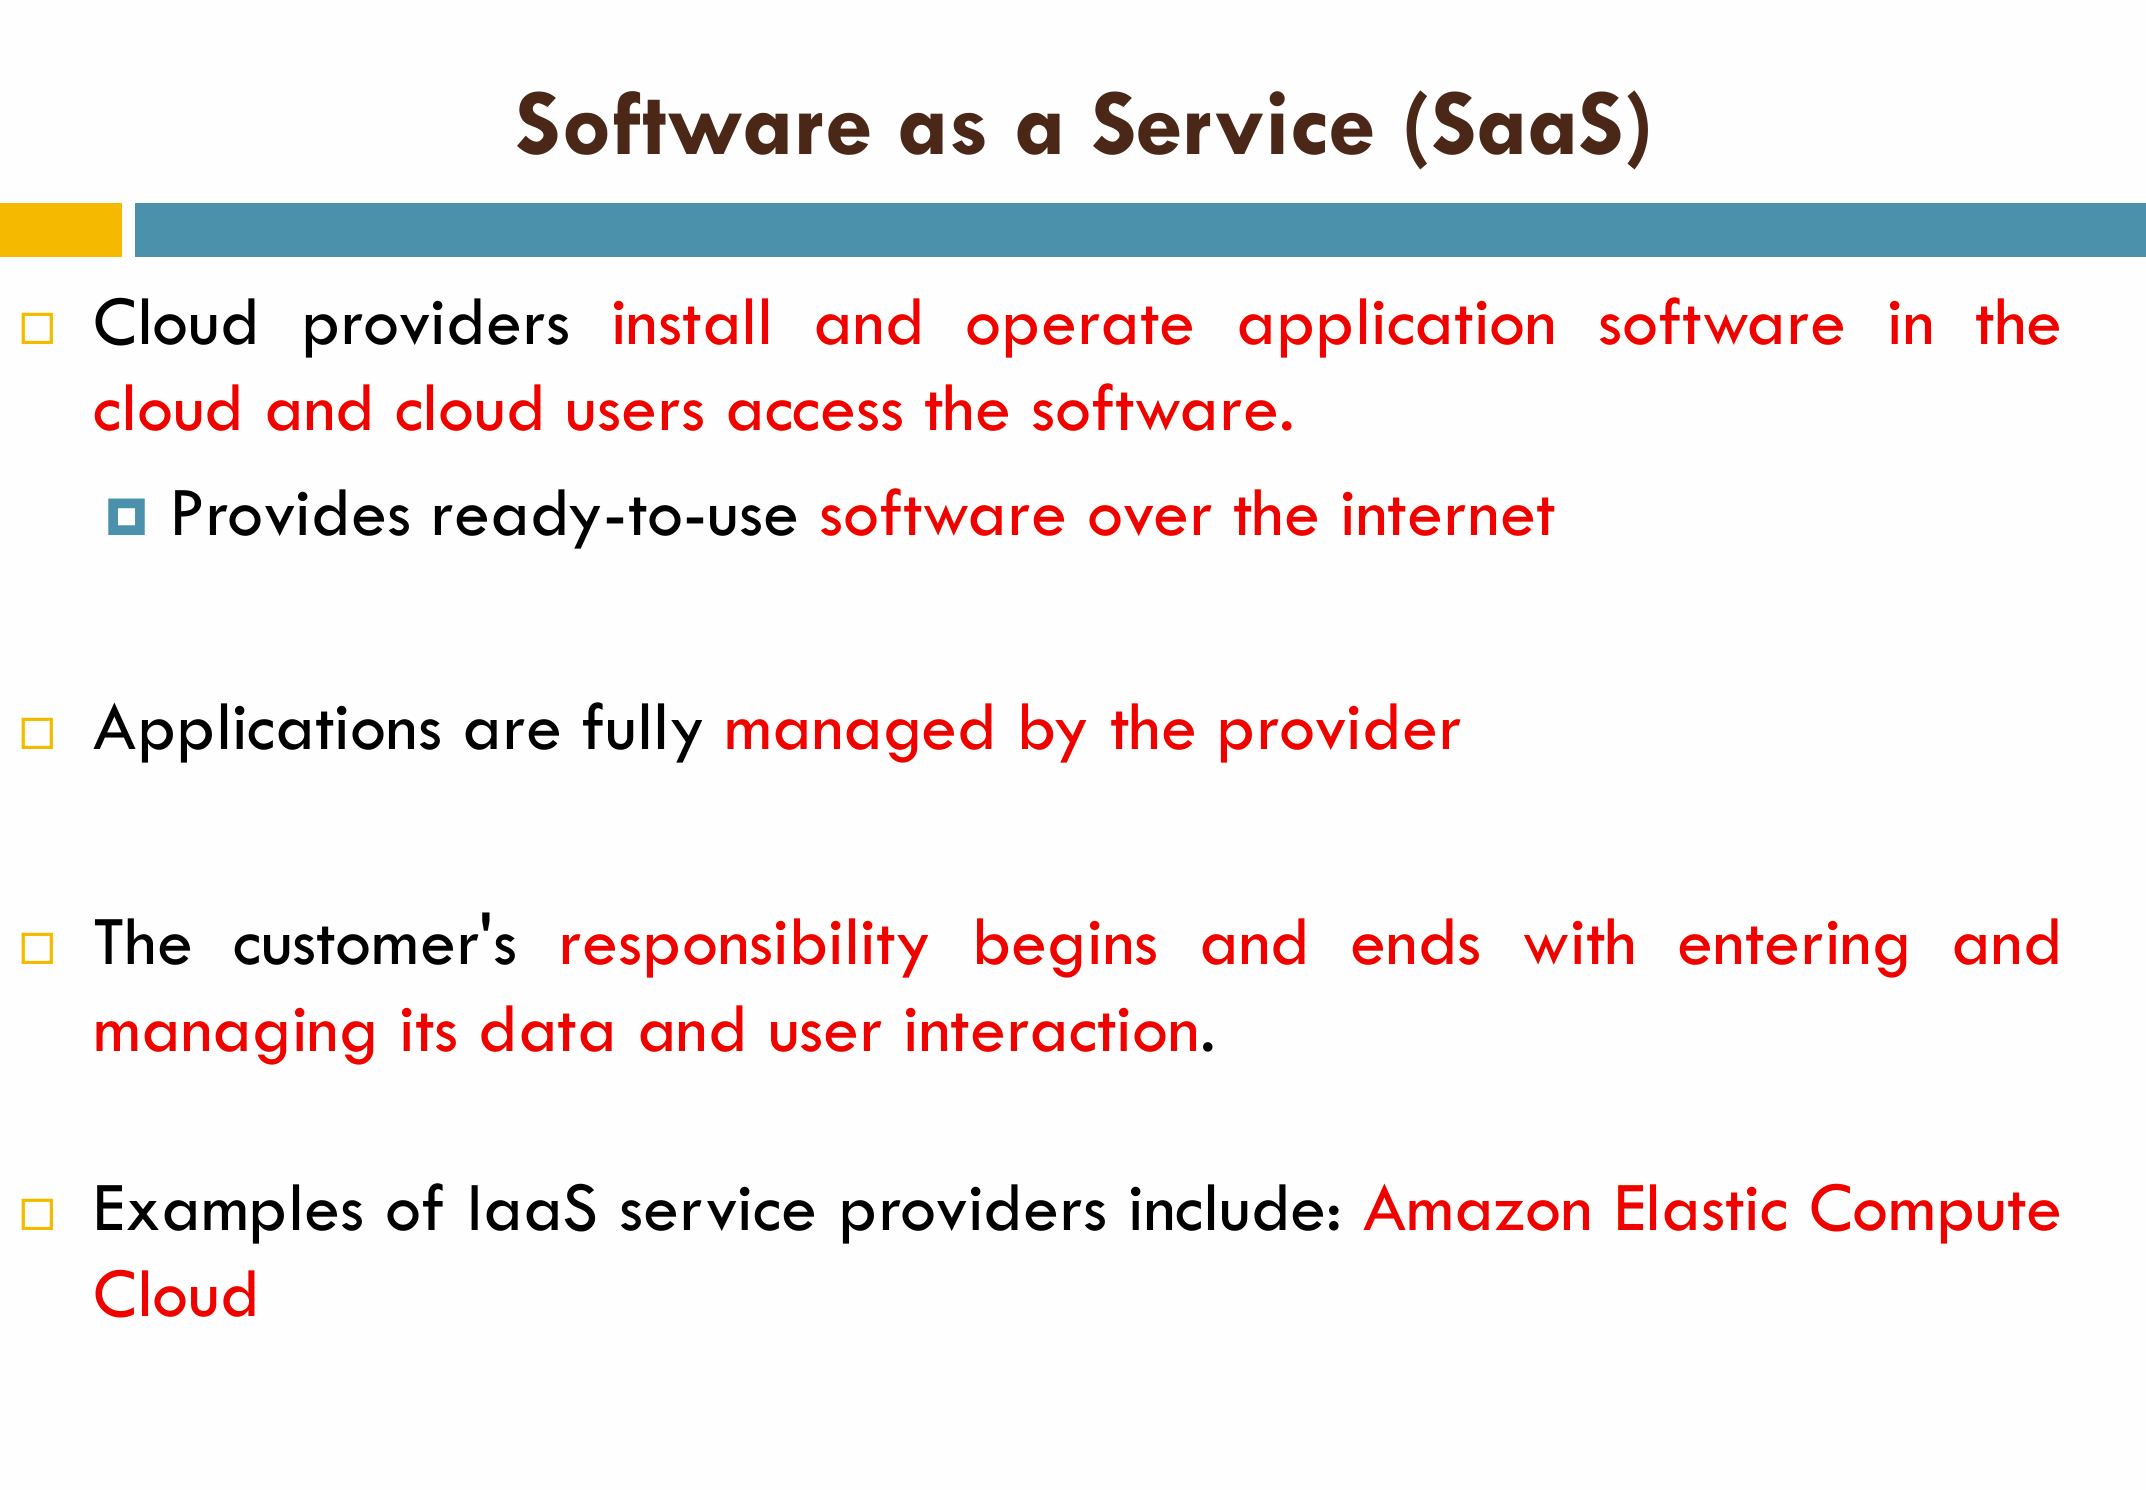 Software as a Service (SaaS)
Cloud providers install and operate application software in the
cloud and cloud users access the software.
Provides ready-to-use software over the internet
Applications are fully managed by the provider
The customer's responsibility begins and ends with entering and
managing its data and user interaction.
Examples of IaaS service providers include: Amazon Elastic Compute
Cloud